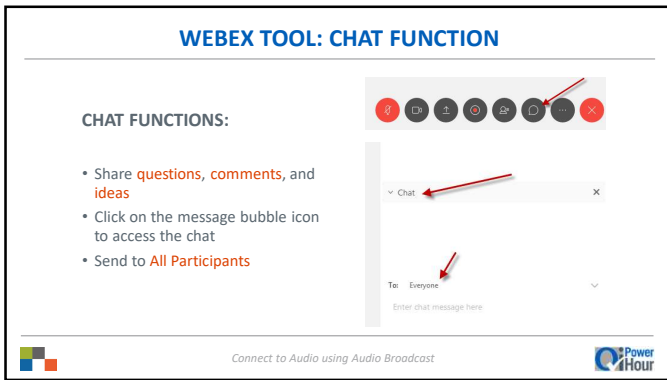 WEBEX TOOL: CHAT FUNCTION
CHAT FUNCTIONS:
• Share questions, comments, and
ideas
• Click on the message bubble icon
to access the chat
• Send to All Participants
Chat
To: Everyone
Enter chat message here
Connect to Audio using Audio Broadcast
QI Power
Hour